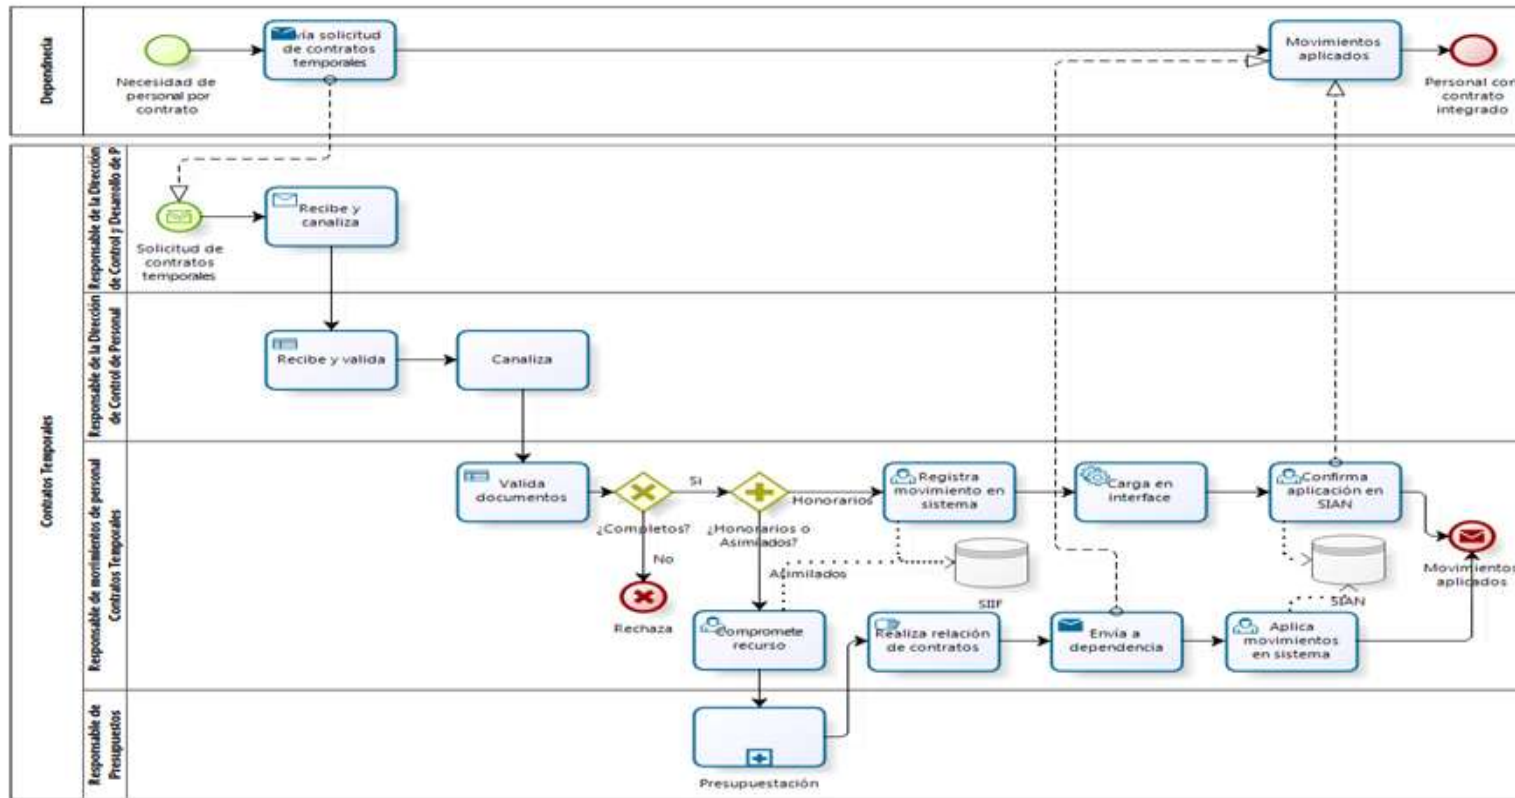 Dependnecia
vía solicitud
de contratos
temporales
Necesidad de
personal por
contrato
Movimientos
aplicados
Personal con
contrato
integrado
Contratos Temporales
Responsable de la Dirección
de Control y Desarrollo de P
Solicitud de
contratos
temporales
Recibe y
canaliza
Responsable de la Dirección
de Control de Personal
Recibe y valida
Canaliza
Responsable de movimientos de personal
Contratos Temporales
Valida
documentos
¿Completos?
Si
No
Rechaza
¿Honorarios o
Asimilados?
Honorarios
Asimilados
Registra
movimiento en
sistema
Carga en
interface
Confirma
aplicación en
SIAN
SIIF
SIAN
Movimientos
aplicados
Compromete
recurso
Realiza relación
de contratos
Envía a
dependencia
Aplica
movimientos
en sistema
Responsable de
Presupuestos
Presupuestación